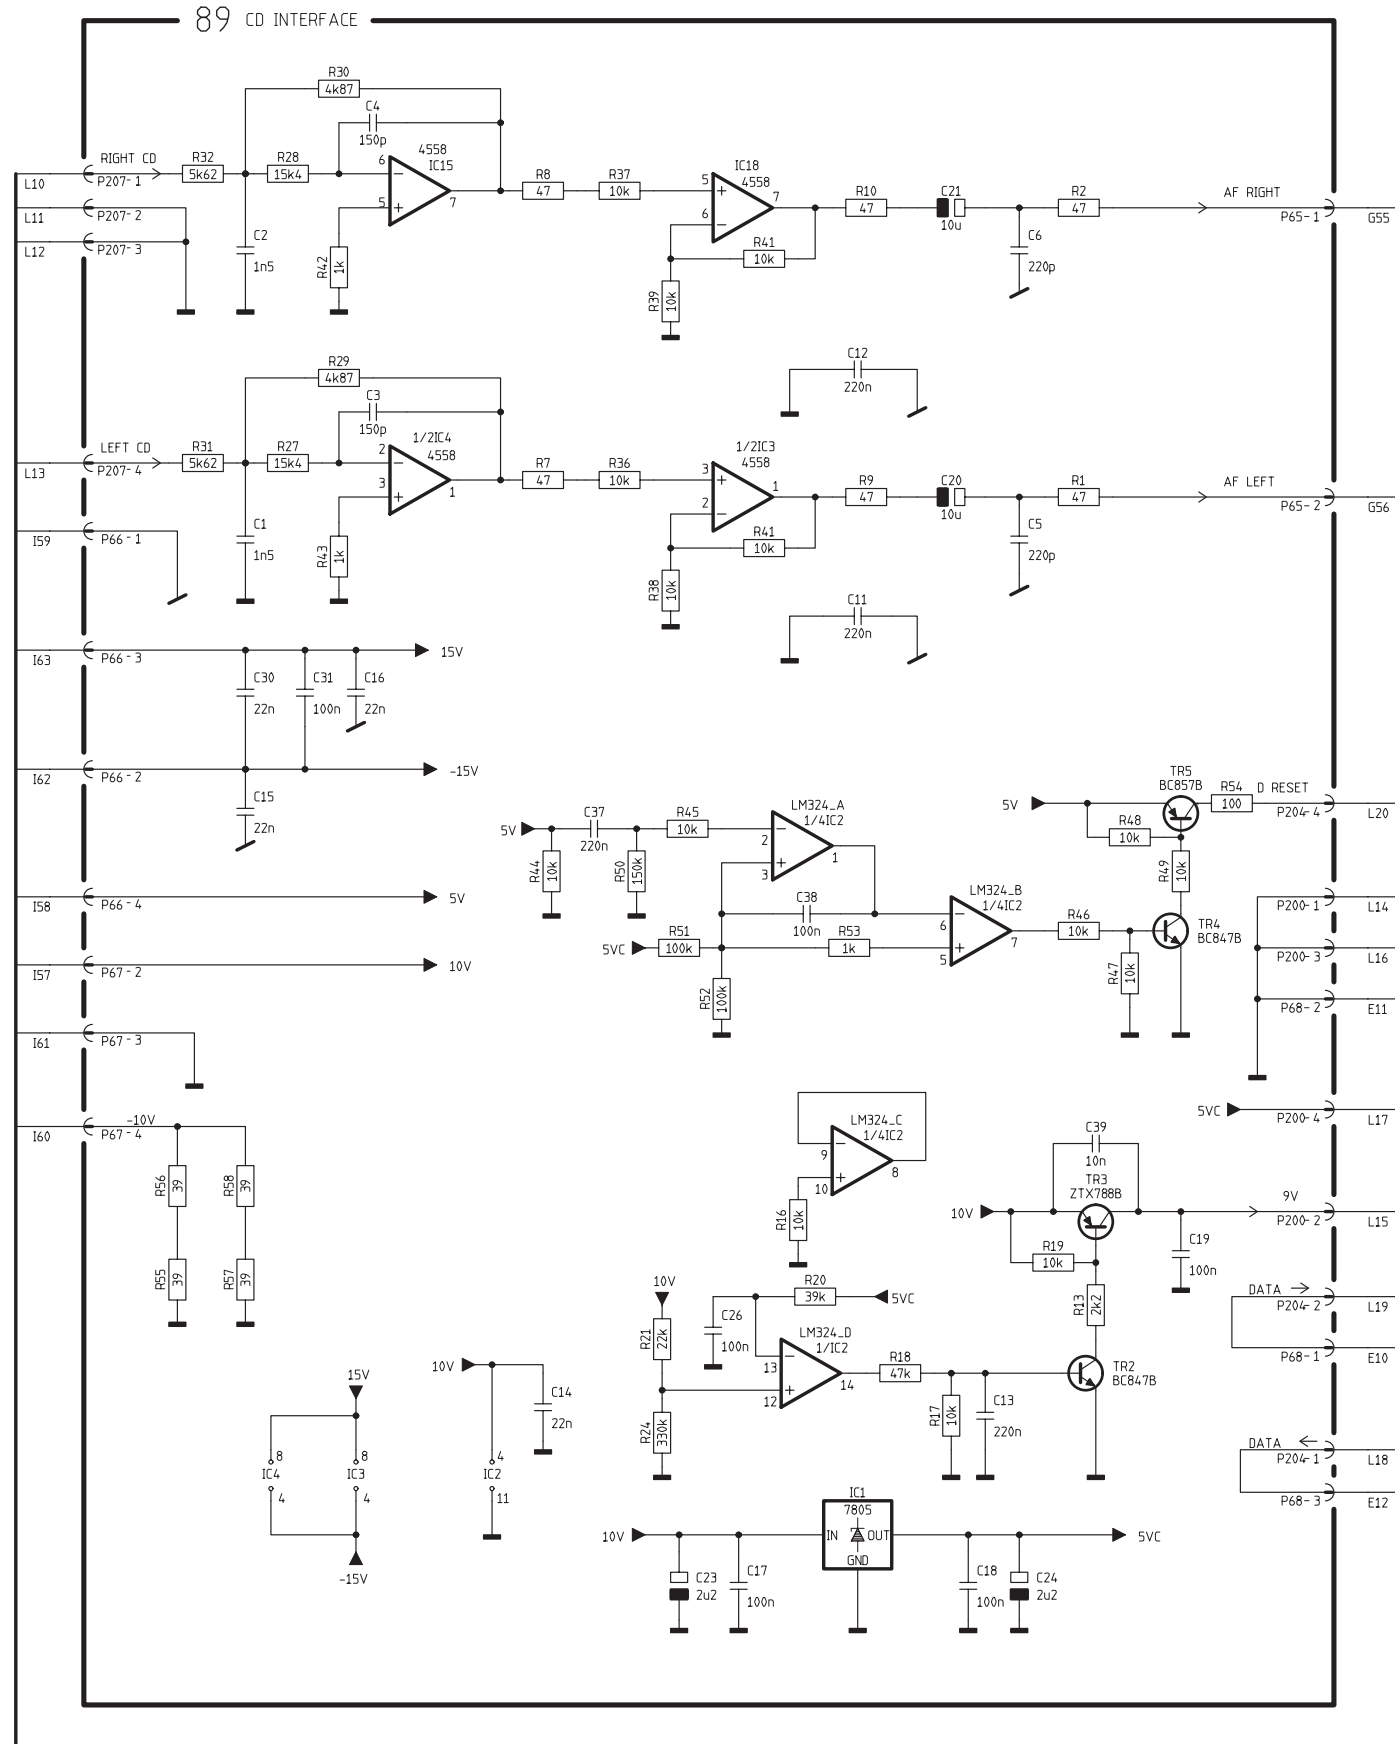 89 CD INTERFACE
R30
4k87
C4
150p
RIGHT CD
R32
5k62
R28
15k4
4558
IC15
6
5
7
R8
47
R37
10k
IC18
4558
5
6
7
R10
47
C21
10u
R2
47
AF RIGHT
P65-1
G55
L10
P207-1
L11
P207-2
L12
P207-3
C2
1n5
R42
1k
R41
10k
R39
10k
C6
220p
R29
4k87
C3
150p
C12
220n
LEFT CD
R31
5k62
R27
15k4
1/2IC4
4558
2
3
1
R7
47
R36
10k
1/2IC3
4558
3
2
1
R9
47
C20
10u
R1
47
AF LEFT
P65-2
G56
L13
P207-4
I59
P66-1
C1
1n5
R43
1k
R41
10k
R38
10k
C5
220p
C11
220n
I63
P66-3
15V
C30
22n
C31
100n
C16
22n
I62
P66-2
-15V
C15
22n
5V
C37
220n
R45
10k
R44
10k
R50
150k
LM324_A
1/4IC2
2
3
1
5V
TR5
BC857B
R54
100
D RESET
P204-4
L20
R48
10k
R49
10k
I58
P66-4
5V
C38
100n
LM324_B
1/4IC2
6
5
7
R46
10k
TR4
BC847B
P200-1
L14
5VC
R51
100k
R53
1k
R47
10k
P200-3
L16
I57
P67-2
10V
R52
100k
P68-2
E11
I61
P67-3
5VC
P200-4
L17
I60
-10V
P67-4
LM324_C
1/4IC2
9
10
8
C39
10n
TR3
ZTX788B
R56
39
R58
39
R16
10k
10V
9V
P200-2
L15
R19
10k
C19
100n
R55
39
R57
39
10V
R20
39k
5VC
R13
2k2
DATA
P204-2
L19
C26
100n
R21
22k
LM324_D
1/IC2
13
12
14
R18
47k
P68-1
E10
TR2
BC847B
15V
10V
C14
22n
R24
330k
R17
10k
C13
220n
DATA
P204-1
L18
8
IC4
4
8
IC3
4
4
IC2
11
P68-3
E12
-15V
IC1
7805
IN
OUT
GND
10V
5VC
C23
2u2
C17
100n
C18
100n
C24
2u2